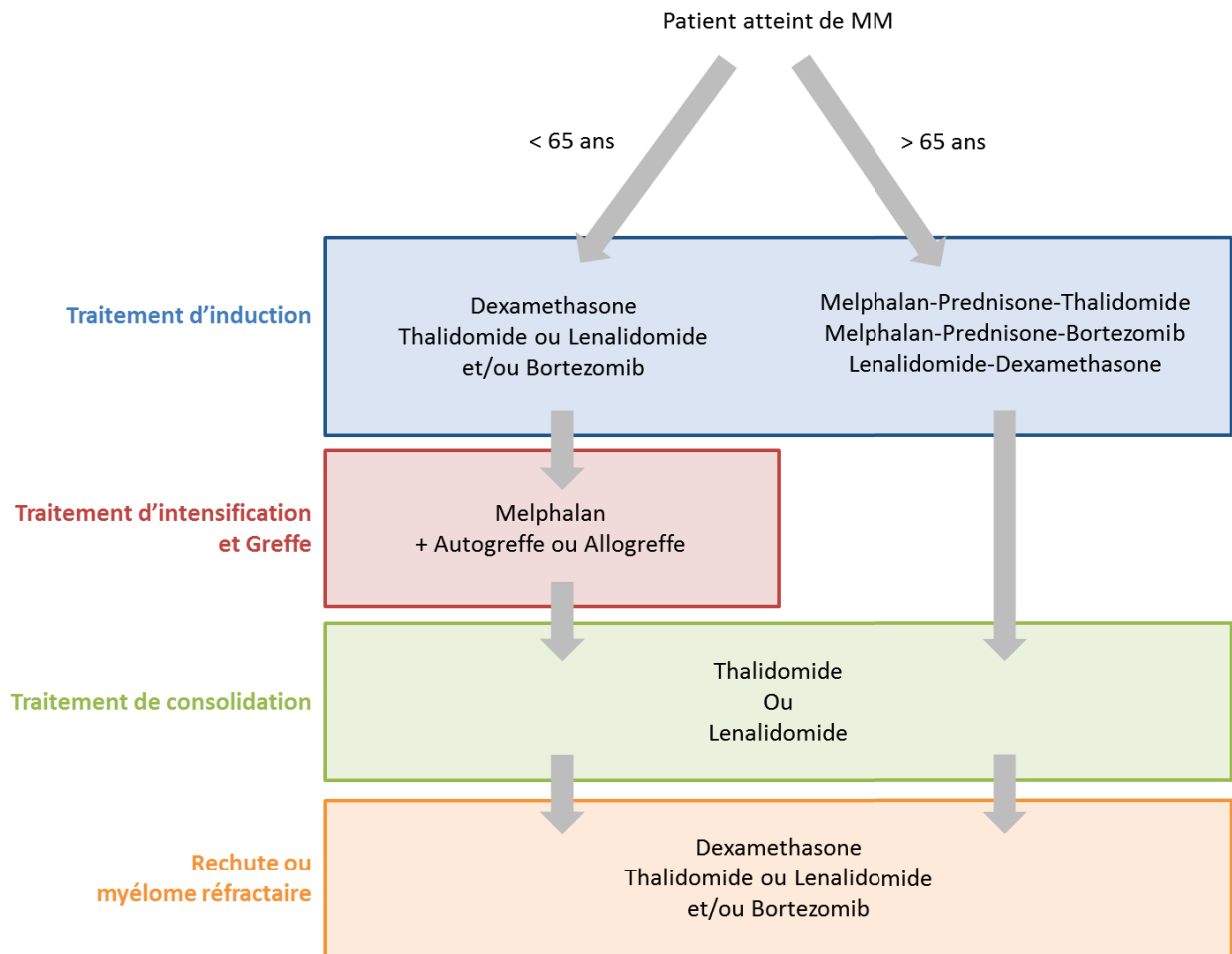 Patient atteint de MM
< 65 ans
> 65 ans
Traitement d’induction
Dexamethasone
Thalidomide ou Lenalidomide
et/ou Bortezomib
Melphalan-Prednisone-Thalidomide
Melphalan-Prednisone-Bortezomib
Lenalidomide-Dexamethasone
Traitement d’intensification
et Greffe
Melphalan
+ Autogreffe ou Allogreffe
Traitement de consolidation
Thalidomide
Ou
Lenalidomide
Rechute ou
myélome réfractaire
Dexamethasone
Thalidomide ou Lenalidomide
et/ou Bortezomib